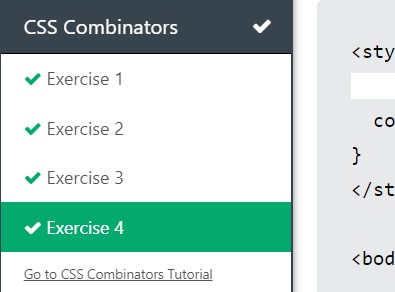 CSS Combinators
Exercise 1
Exercise 2
Exercise 3
Exercise 4
Go to CSS Combinators Tutorial
<sty
co
}
</st
<bod